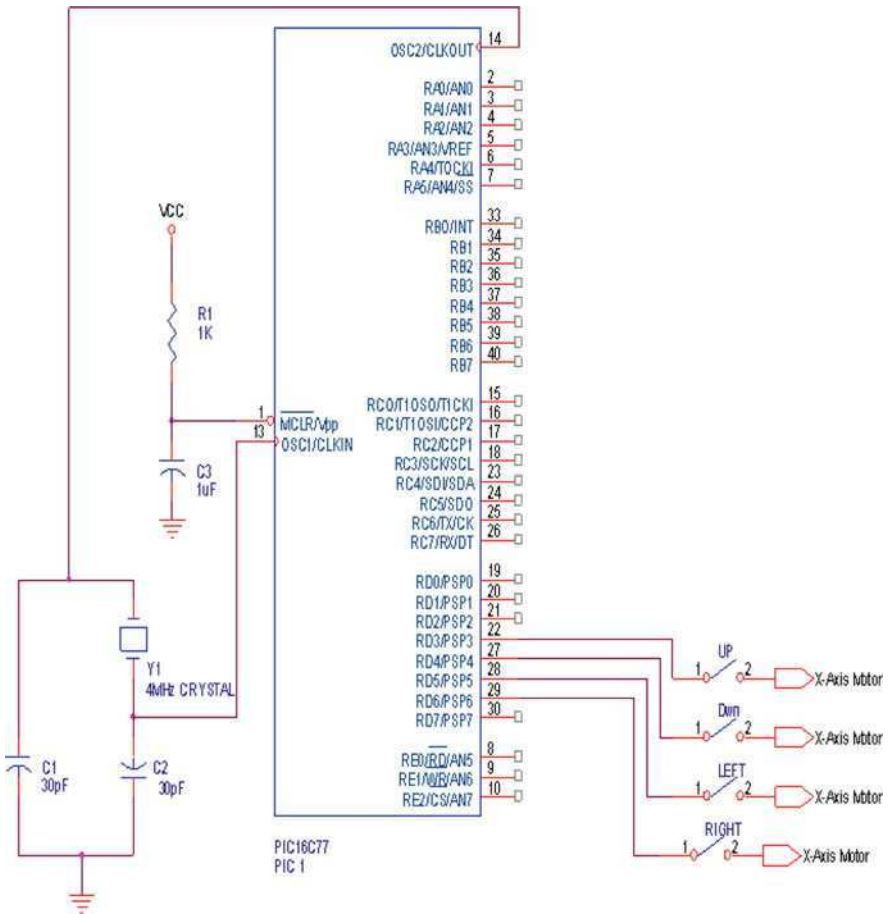 14
OSC2/CLKOUT
2
RA0/AN0
3
RA1/AN1
4
RA2/AN2
5
RA3/AN3/VREF
6
RA4/TOCKI
7
RA5/AN4/SS
VCC
33
RB0/INT
34
RB1
35
RB2
36
RB3
37
RB4
38
RB5
39
RB6
40
RB7
R1
1K
1
MCLR/Vpp
13
OSC1/CLKIN
C3
1uF
15
RC0/T1OSO/T1CKI
16
RC1/T1OSI/CCP2
17
RC2/CCP1
18
RC3/SCK/SCL
23
RC4/SDI/SDA
24
RC5/SDO
25
RC6/TX/CK
26
RC7/RX/DT
19
RD0/PSP0
20
RD1/PSP1
21
RD2/PSP2
22
RD3/PSP3
27
RD4/PSP4
28
RD5/PSP5
29
RD6/PSP6
30
RD7/PSP7
8
RE0/RD/AN5
9
RE1/WR/AN6
10
RE2/CS/AN7
UP
1 2
X-Axis Motor
Dwn
1 2
X-Axis Motor
LEFT
1 2
X-Axis Motor
RIGHT
1 2
X-Axis Motor
Y1
4MHz CRYSTAL
C1
30pF
C2
30pF
PIC16C77
PIC 1